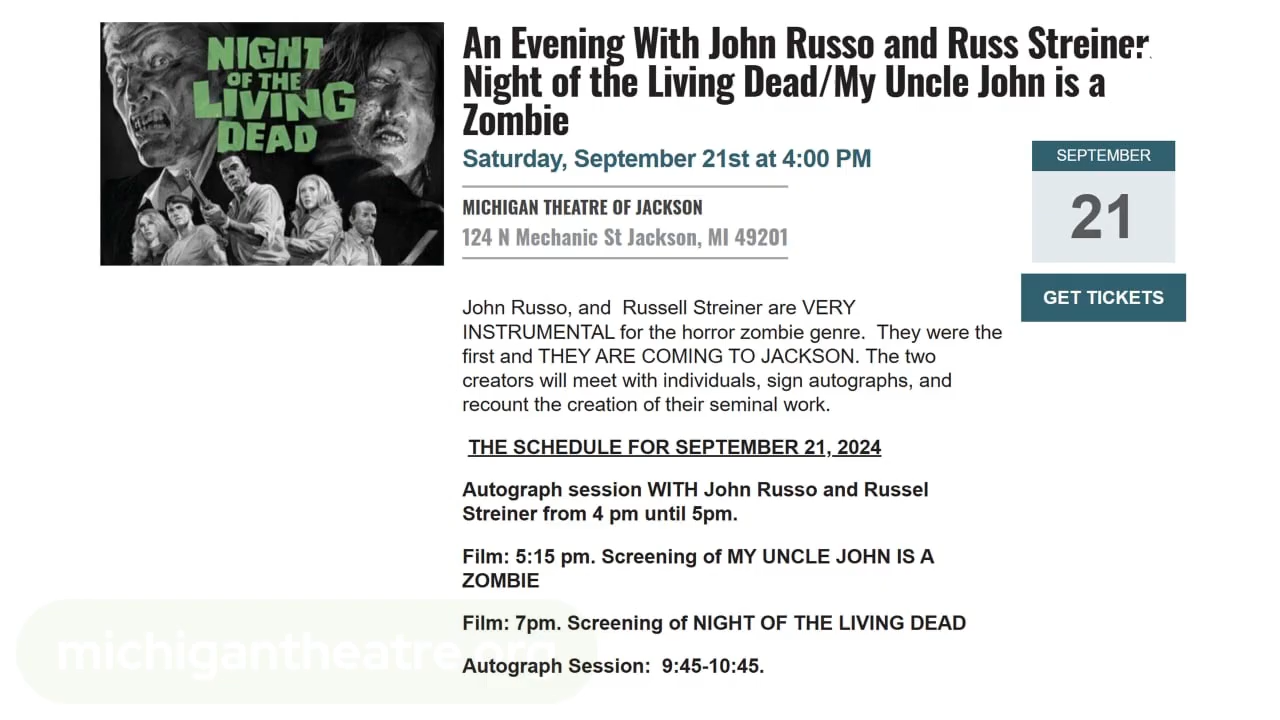 NIGHT
OF THE
LIVING
DEAD
An Evening With John Russo and Russ Streiner
Night of the Living Dead/My Uncle John is a
Zombie
Saturday, September 21st at 4:00 PM
MICHIGAN THEATRE OF JACKSON
124 N Mechanic St Jackson, MI 49201
SEPTEMBER
21
GET TICKETS
John Russo, and  Russell Streiner are VERY
INSTRUMENTAL for the horror zombie genre.  They were the
first and THEY ARE COMING TO JACKSON. The two
creators will meet with individuals, sign autographs, and
recount the creation of their seminal work.
THE SCHEDULE FOR SEPTEMBER 21, 2024
Autograph session WITH John Russo and Russel
Streiner from 4 pm until 5pm.
Film: 5:15 pm. Screening of MY UNCLE JOHN IS A
ZOMBIE
Film: 7pm. Screening of NIGHT OF THE LIVING DEAD
michigantheatre.org
Autograph Session:  9:45-10:45.